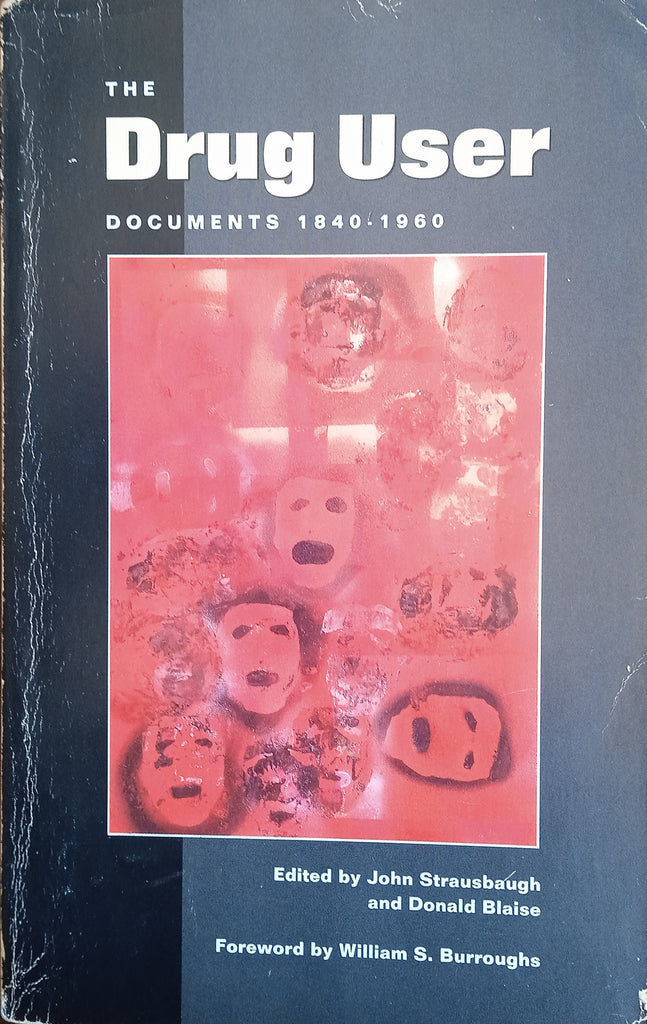 THE
Drug User
DOCUMENTS 1840-1960
Edited by John Strausbaugh
and Donald Blaise
Foreword by William S. Burroughs